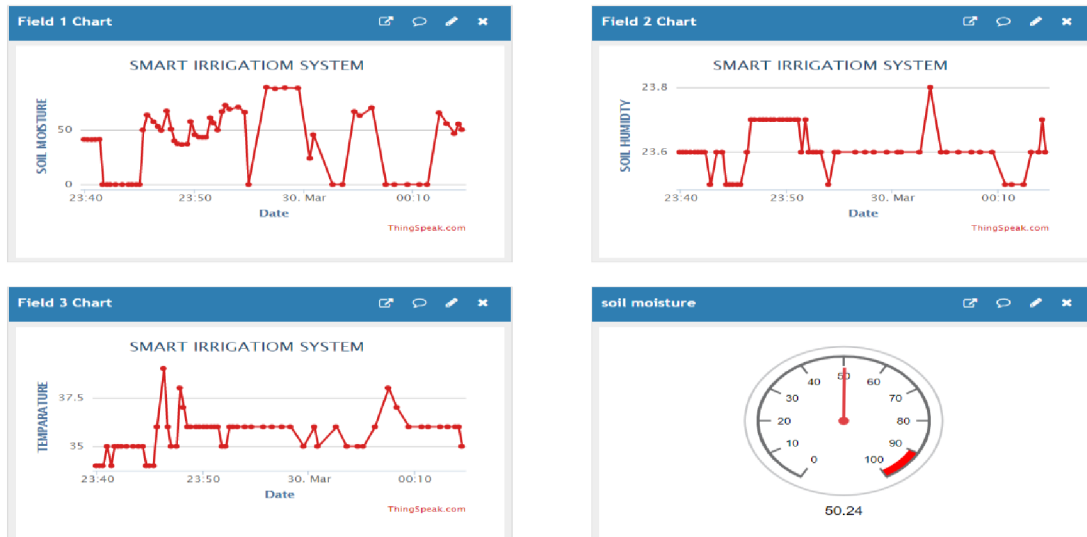 Field 1 Chart
SMART IRRIGATIOM SYSTEM
SOIL MOISTURE
50
0
23:40 23:50 30. Mar 00:10
Date
ThingSpeak.com
Field 2 Chart
SMART IRRIGATIOM SYSTEM
SOIL HUMIDTY
23.8
23.6
23:40 23:50 30. Mar 00:10
Date
ThingSpeak.com
Field 3 Chart
SMART IRRIGATIOM SYSTEM
TEMPARATURE
37.5
35
23:40 23:50 30. Mar 00:10
Date
ThingSpeak.com
soil moisture
0
10
20
30
40
50
60
70
80
90
100
50.24